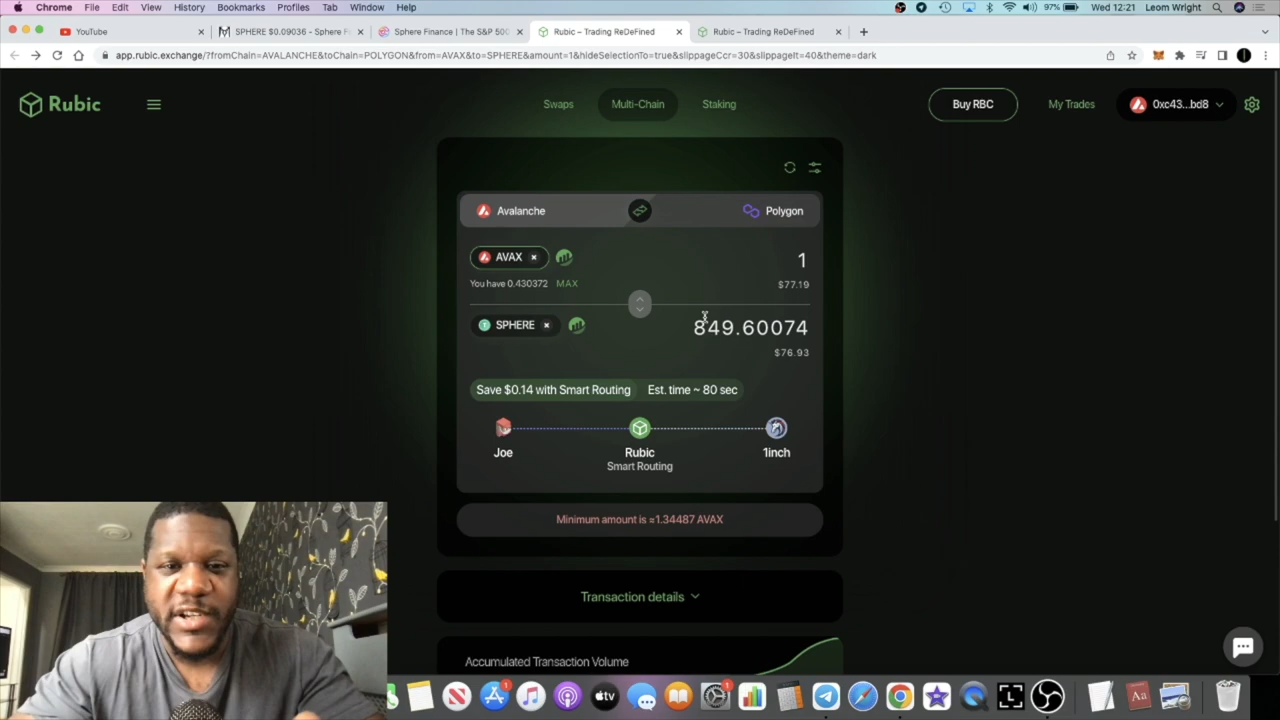 Chrome File Edit View History Bookmarks Profiles Tab Window Help 97% Wed 12:21 Leom Wright
YouTube SPHERE $0.09036 - Sphere F Sphere Finance | The S&P 500 Rubic – Trading ReDeFined Rubic – Trading ReDeFined
app.rubic.exchange/?fromChain=AVALANCHE&toChain=POLYGON&from=AVAX&to=SPHERE&amount=1&hideSelectionTo=true&slippageCcr=30&slippageIt=40&theme=dark
Rubic Swaps Multi-Chain Staking Buy RBC My Trades 0xc43...bd8
Avalanche Polygon
AVAX 1
You have 0.430372 MAX $77.19
SPHERE 849.60074
$76.93
Save $0.14 with Smart Routing Est. time ~ 80 sec
Joe Rubic 1inch
Smart Routing
Minimum amount is ≈1.34487 AVAX
Transaction details
Accumulated Transaction Volume
1 tv 1 L Aa